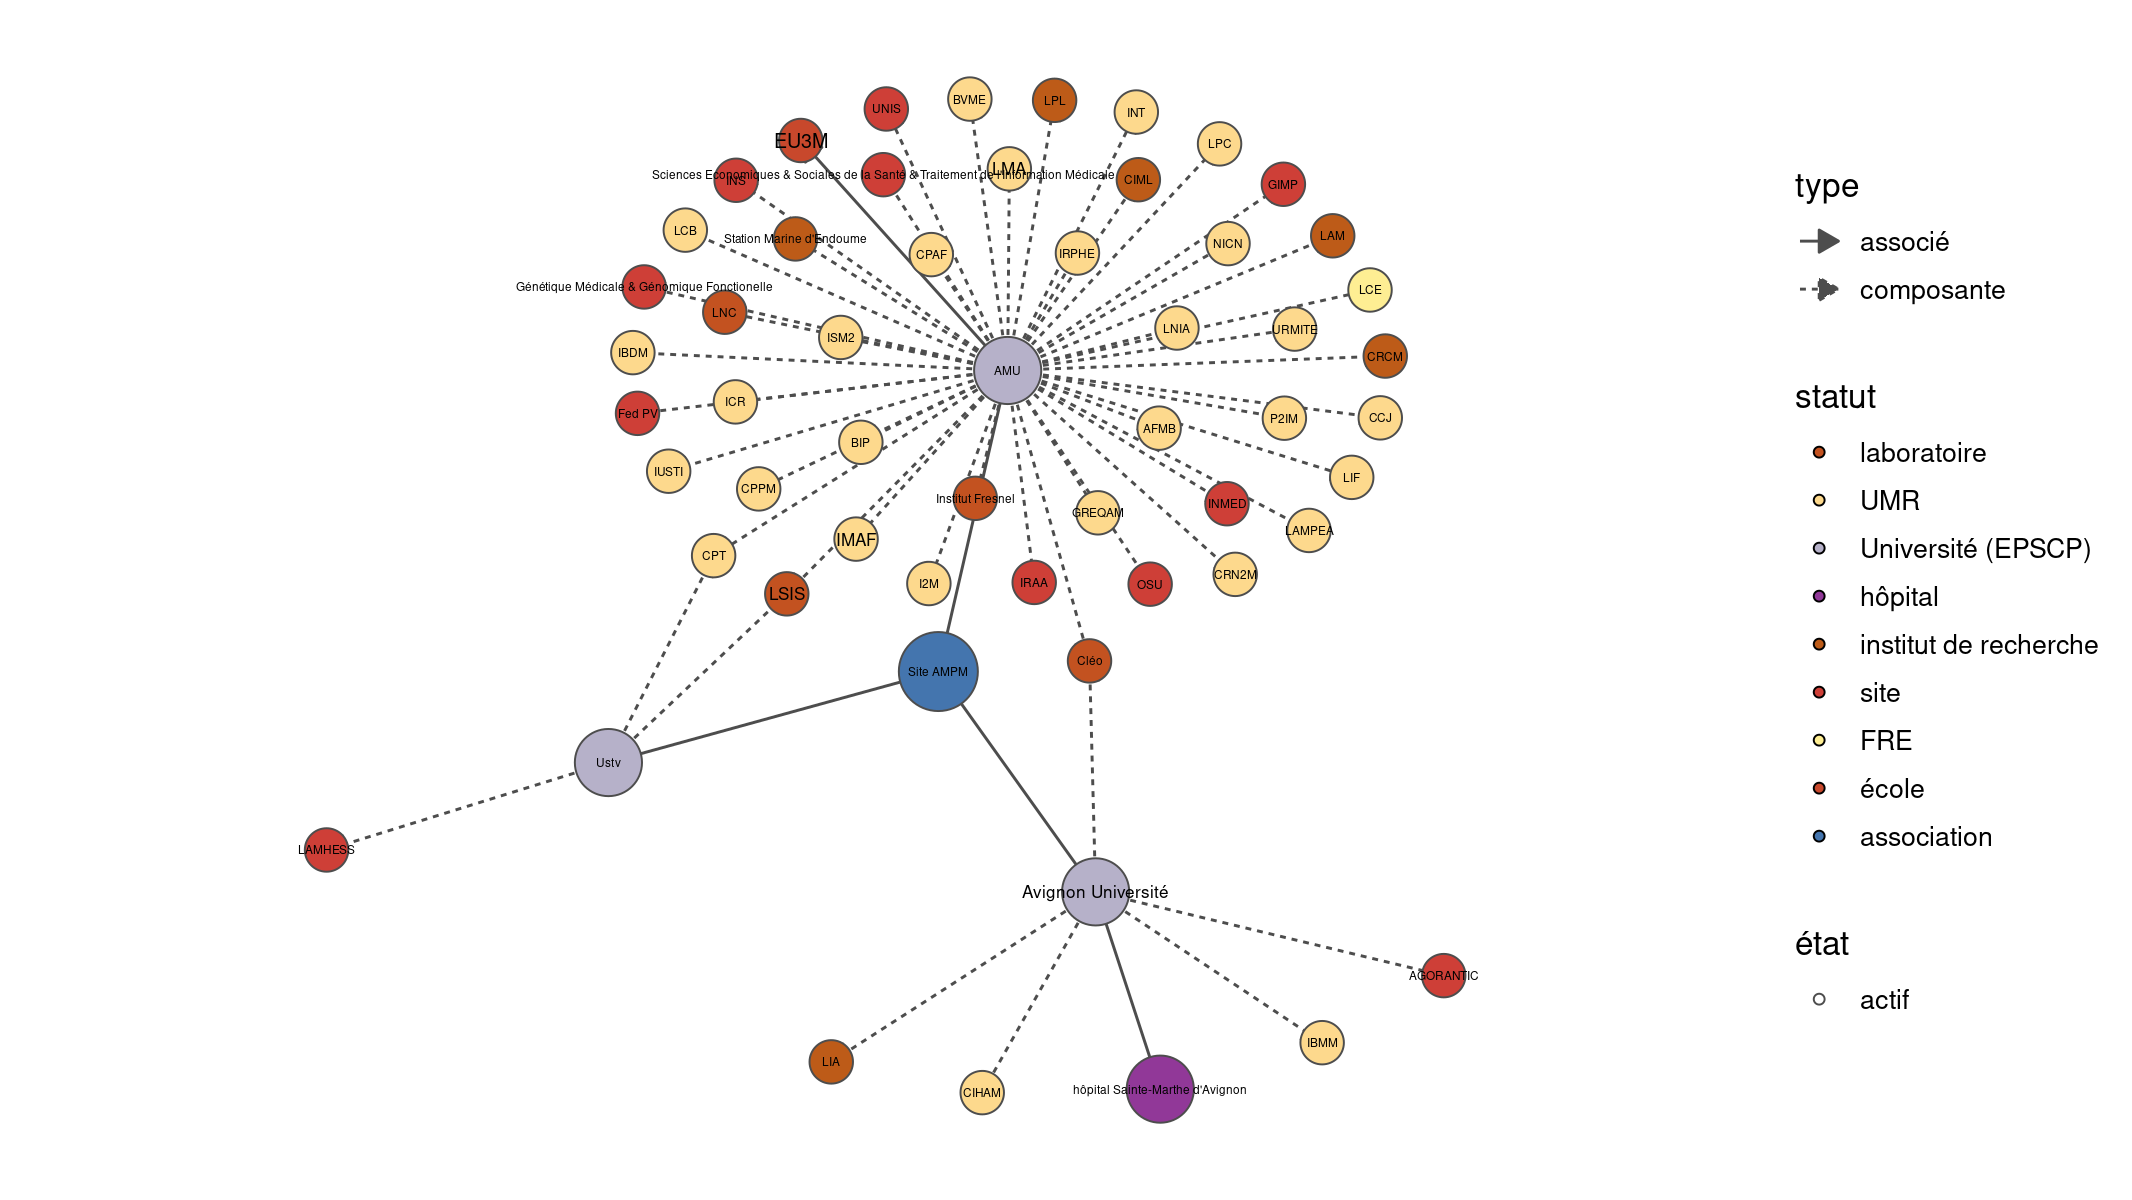 BVME
LPL
UNIS
INT
EU3M
LPC
LMA
Sciences Economiques & Sociales de la Santé & Traitement de l'Information Médicale
INS
CIML
GIMP
LCB
Station Marine d'Endoume
LAM
NICN
CPAF
IRPHE
Génétique Médicale & Génomique Fonctionelle
LCE
LNC
LNIA
URMITE
ISM2
IBDM
CRCM
AMU
ICR
Fed PV
P2IM
CCJ
AFMB
BIP
IUSTI
LIF
CPPM
Institut Fresnel
INMED
GREQAM
LAMPEA
IMAF
CPT
CRN2M
I2M
IRAA
OSU
LSIS
Cléo
Site AMPM
Ustv
LAMHESS
Avignon Université
AGORANTIC
IBMM
LIA
CIHAM
hôpital Sainte-Marthe d'Avignon
type
associé
composante
statut
laboratoire
UMR
Université (EPSCP)
hôpital
institut de recherche
site
FRE
école
association
état
actif